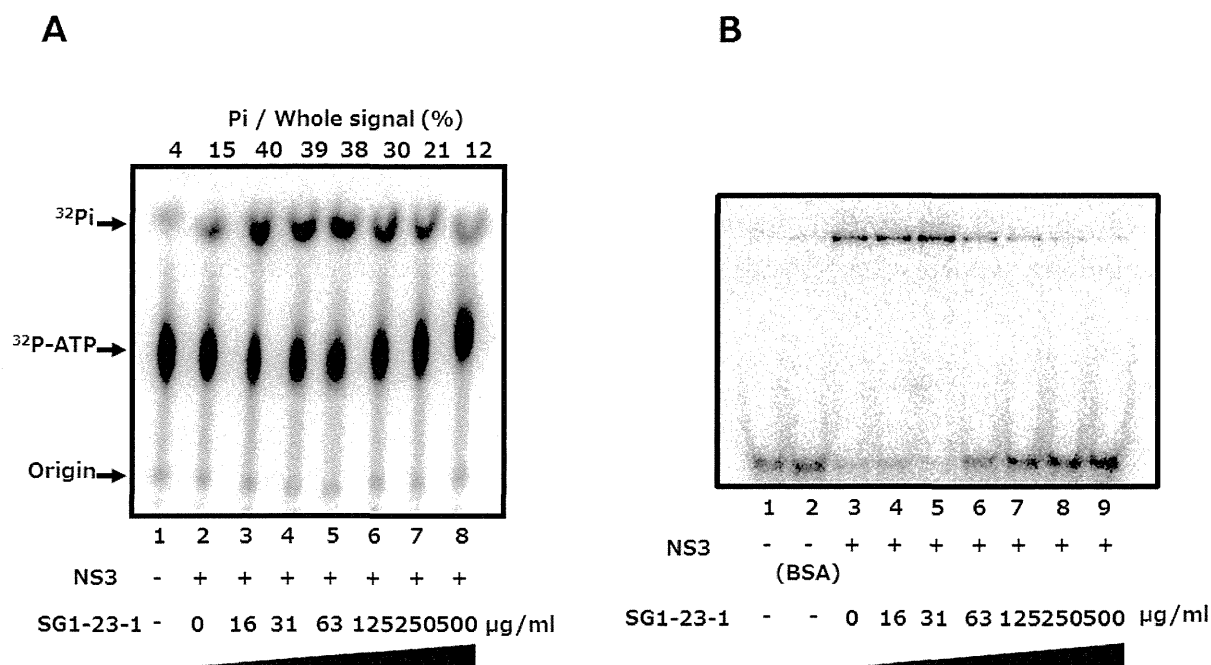 A
B
Pi / Whole signal (%)
4 15 40 39 38 30 21 12
32Pi
32P-ATP
Origin
1 2 3 4 5 6 7 8
NS3 - + + + + + + +
SG1-23-1 - 0 16 31 63 125250500 µg/ml
1 2 3 4 5 6 7 8 9
NS3 - - + + + + + + +
(BSA)
SG1-23-1 - - 0 16 31 63 125250500 µg/ml